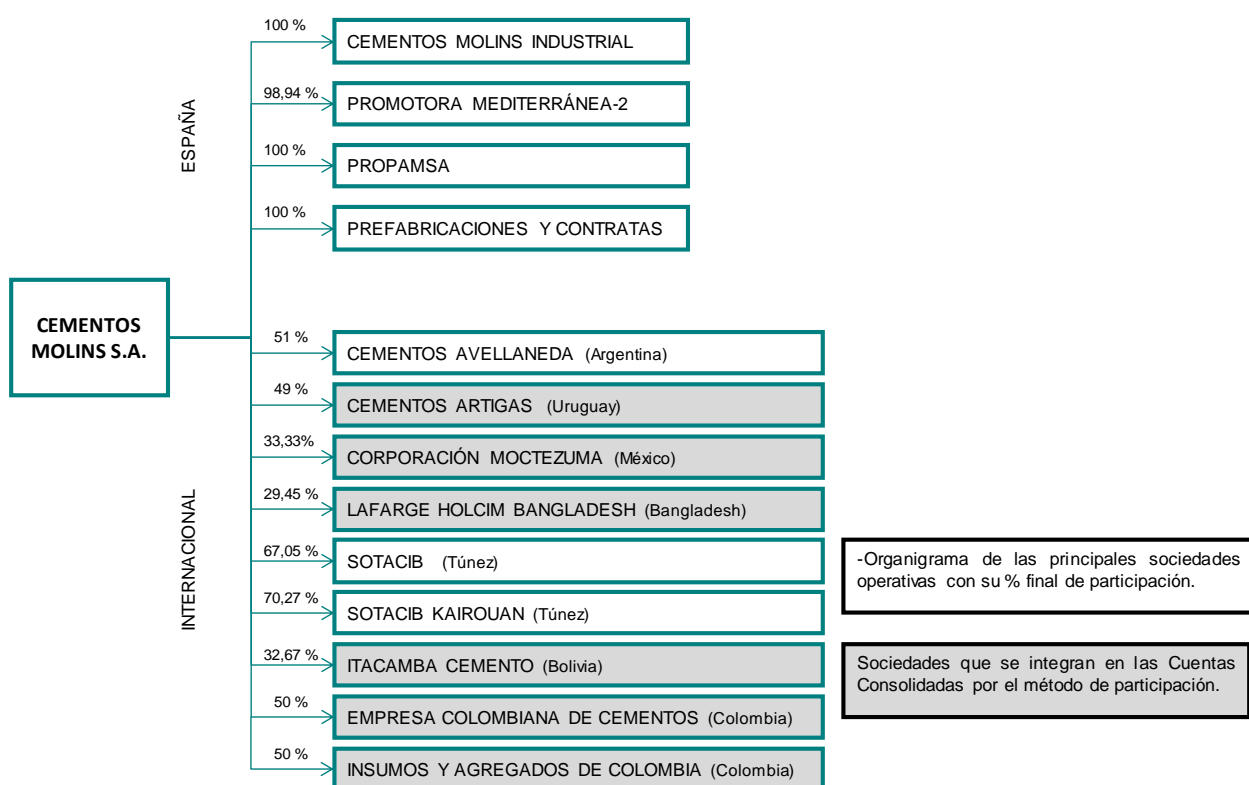 100 %
CEMENTOS MOLINS INDUSTRIAL
98,94 %
PROMOTORA MEDITERRÁNEA-2
ESPAÑA
100 %
PROPAMSA
100 %
PREFABRICACIONES Y CONTRATAS
CEMENTOS
MOLINS S.A.
51 %
CEMENTOS AVELLANEDA (Argentina)
49 %
CEMENTOS ARTIGAS (Uruguay)
33,33%
CORPORACIÓN MOCTEZUMA (México)
29,45 %
LAFARGE HOLCIM BANGLADESH (Bangladesh)
INTERNACIONAL
67,05 %
SOTACIB (Túnez)
70,27 %
SOTACIB KAIROUAN (Túnez)
32,67 %
ITACAMBA CEMENTO (Bolivia)
50 %
EMPRESA COLOMBIANA DE CEMENTOS (Colombia)
50 %
INSUMOS Y AGREGADOS DE COLOMBIA (Colombia)
-Organigrama de las principales sociedades
operativas con su % final de participación.
Sociedades que se integran en las Cuentas
Consolidadas por el método de participación.